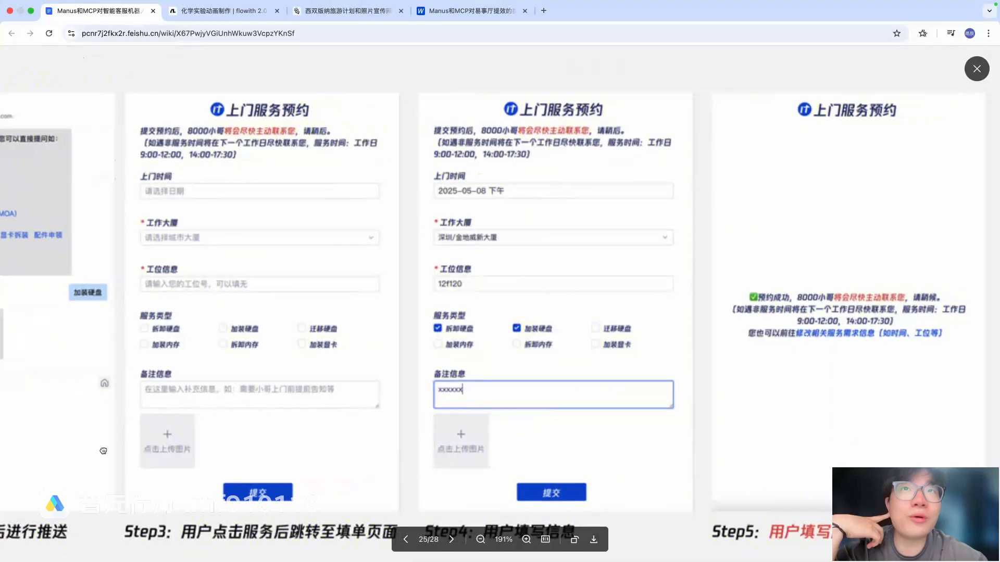 Manus和MCP对智能客服机器
化学实验动画制作 | flowith 2.0
西双版纳旅游计划和照片宣传
Manus和MCP对易事厅提效的
pcnr7j2fkx2r.feishu.cn/wiki/X67PwjyVGiUnhWkuw3VcpzYKnSf
皓辰
com
您可以直接提问如：
MOA)
显卡拆装 配件申领
加装硬盘
后进行推送
IT 上门服务预约
提交预约后，8000小哥将会尽快主动联系您，请稍后。
（如遇非服务时间将在下一个工作日尽快联系您，服务时间：工作日
9:00-12:00，14:00-17:30）
上门时间
请选择日期
* 工作大厦
请选择城市大厦
* 工位信息
请输入您的工位号，可以填无
服务类型
拆卸硬盘 加装硬盘 迁移硬盘
加装内存 拆卸内存 加装显卡
备注信息
在这里输入补充信息，如：需要小哥上门前提前告知等
点击上传图片
提交
Step3：用户点击服务后跳转至填单页面
IT 上门服务预约
提交预约后，8000小哥将会尽快主动联系您，请稍后。
（如遇非服务时间将在下一个工作日尽快联系您，服务时间：工作日
9:00-12:00，14:00-17:30）
上门时间
2025-05-08 下午
* 工作大厦
深圳/金地威新大厦
* 工位信息
12f120
服务类型
拆卸硬盘 加装硬盘 迁移硬盘
加装内存 拆卸内存 加装显卡
备注信息
xxxxxx
点击上传图片
提交
Step4：用户填写信息
IT 上门服务预约
预约成功，8000小哥将会尽快主动联系您，请稍候。
（如遇非服务时间将在下一个工作日尽快联系您，服务时间：工作日
9:00-12:00，14:00-17:30）
您也可以前往修改相关服务需求信息（如时间、工位等）
Step5：用户填写
25/28
191%
1:1